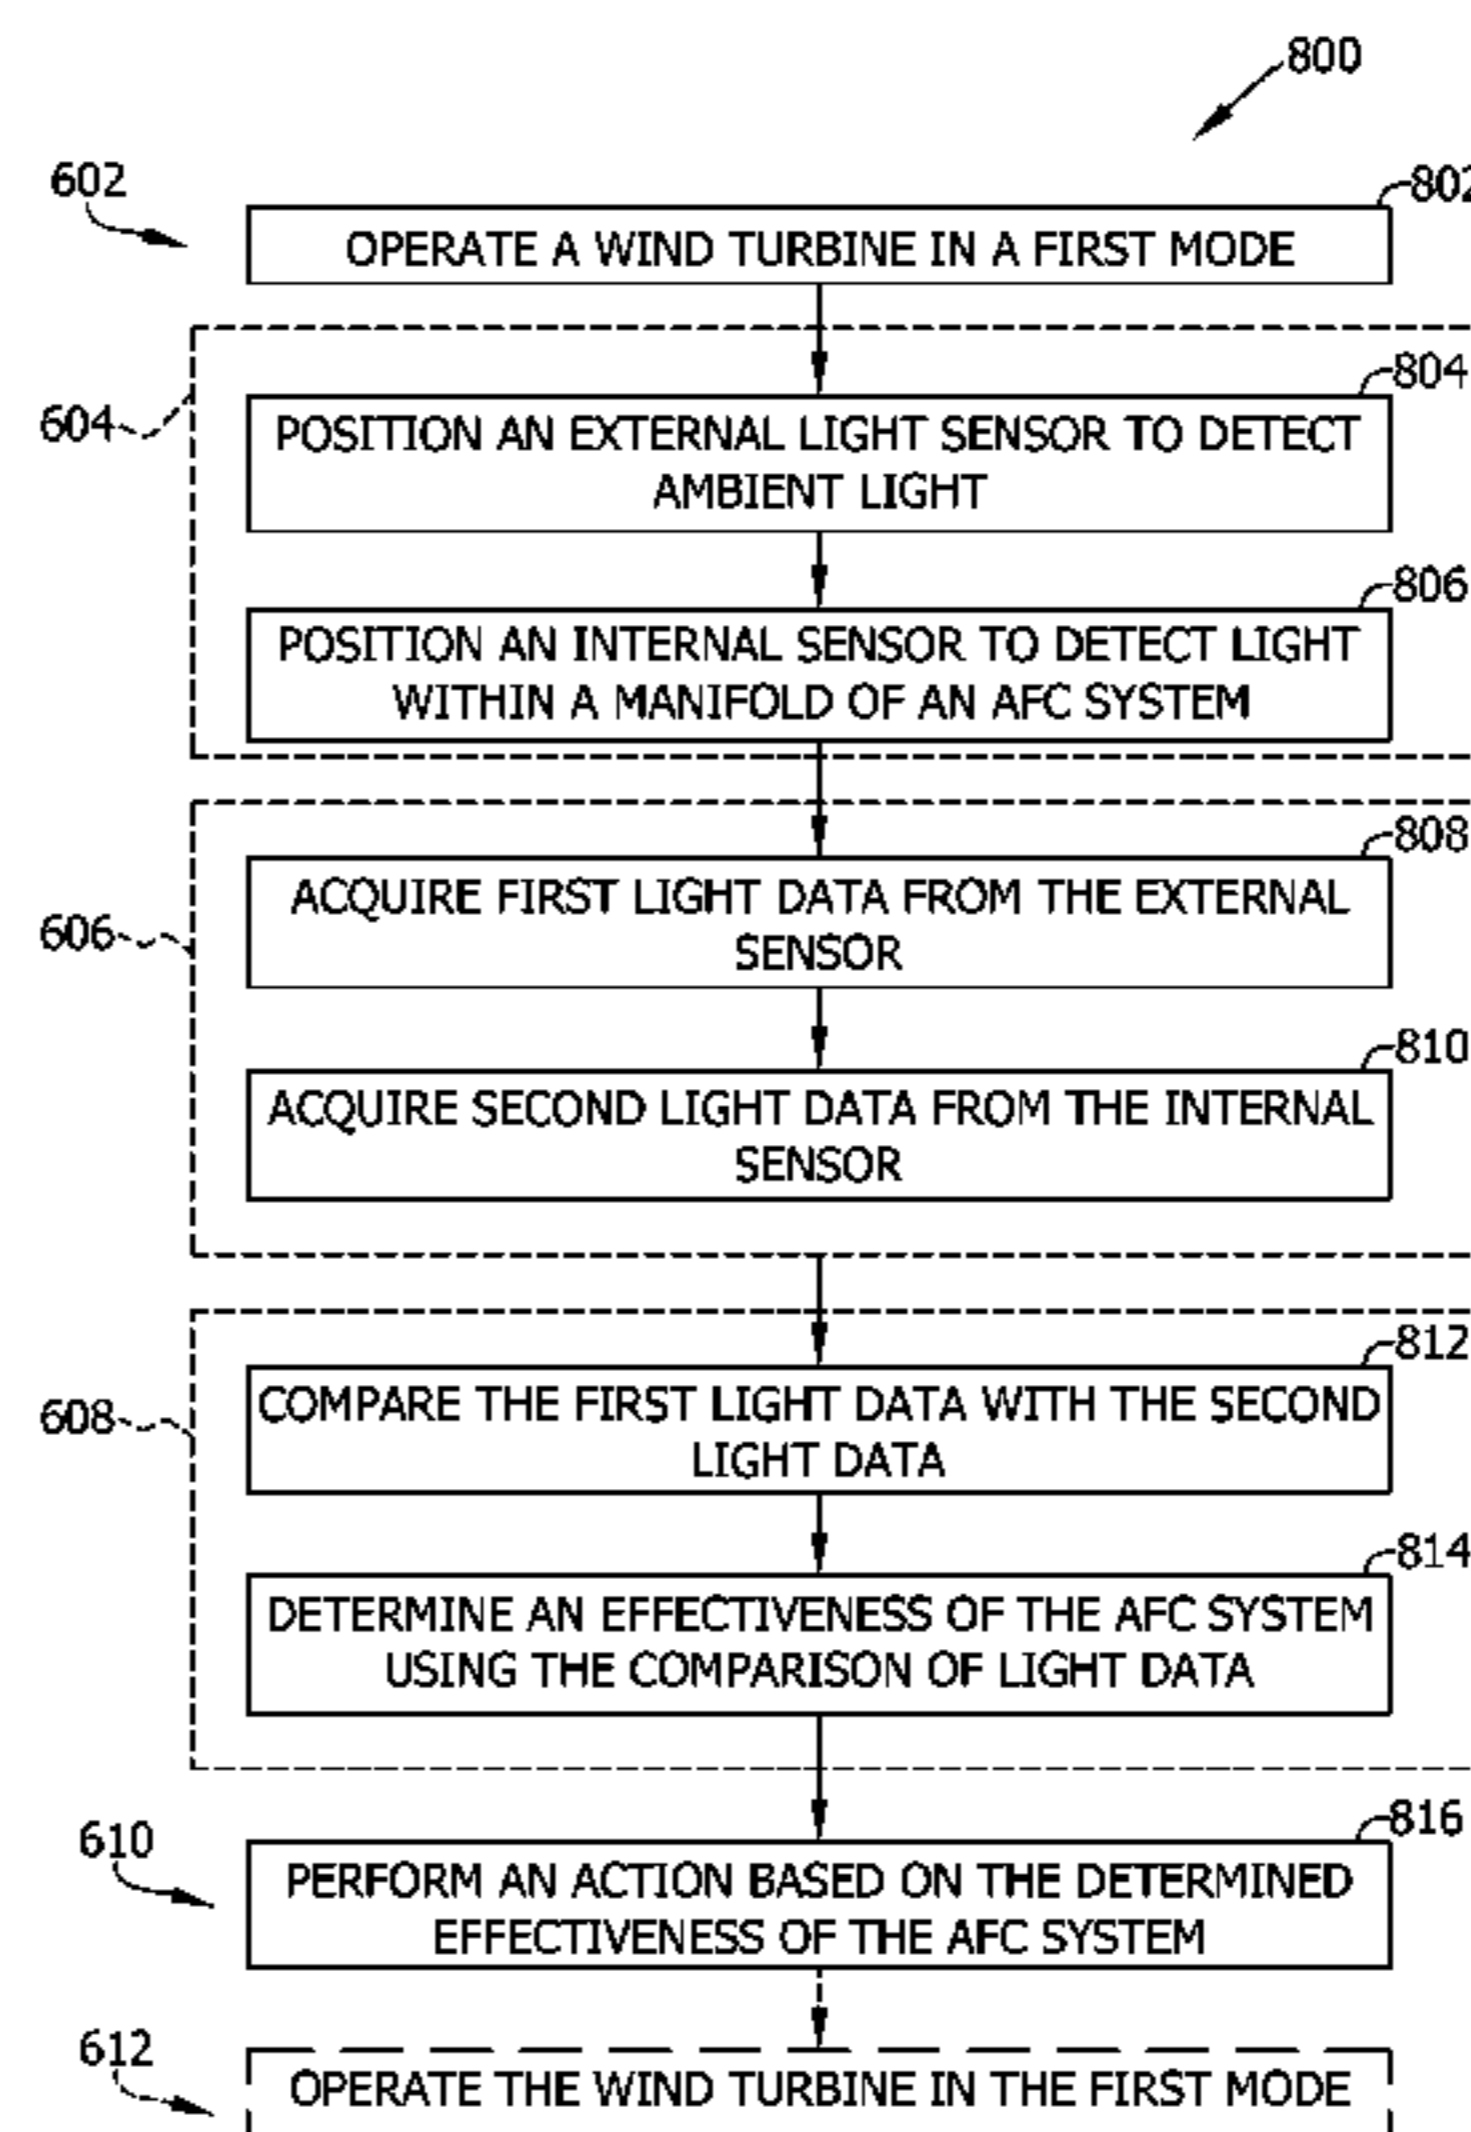 800
602
802
OPERATE A WIND TURBINE IN A FIRST MODE
604
804
POSITION AN EXTERNAL LIGHT SENSOR TO DETECT
AMBIENT LIGHT
806
POSITION AN INTERNAL SENSOR TO DETECT LIGHT
WITHIN A MANIFOLD OF AN AFC SYSTEM
606
808
ACQUIRE FIRST LIGHT DATA FROM THE EXTERNAL
SENSOR
810
ACQUIRE SECOND LIGHT DATA FROM THE INTERNAL
SENSOR
608
812
COMPARE THE FIRST LIGHT DATA WITH THE SECOND
LIGHT DATA
814
DETERMINE AN EFFECTIVENESS OF THE AFC SYSTEM
USING THE COMPARISON OF LIGHT DATA
610
816
PERFORM AN ACTION BASED ON THE DETERMINED
EFFECTIVENESS OF THE AFC SYSTEM
612
OPERATE THE WIND TURBINE IN THE FIRST MODE